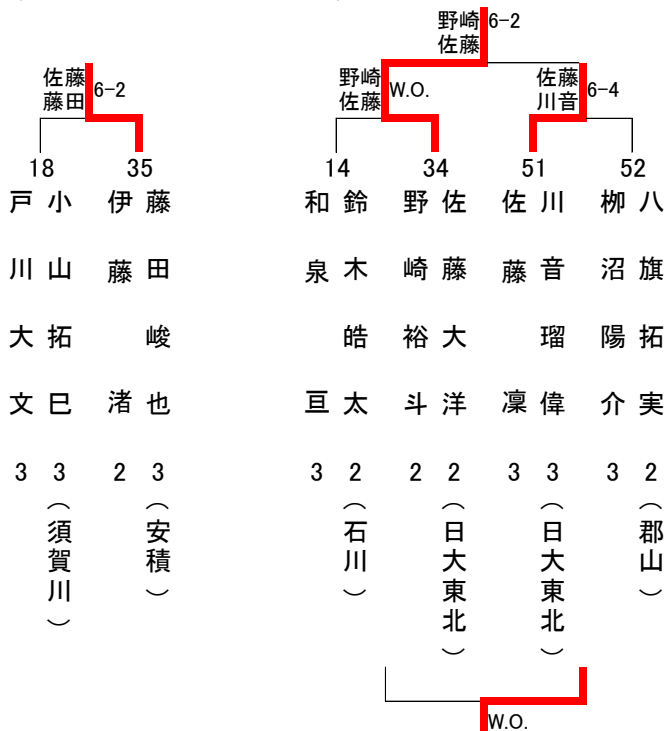 野崎
佐藤
6-2
佐藤
藤田
6-2
野崎
佐藤
W.O.
佐藤
川音
6-4
18
35
14
34
51
52
戸川大文 3
小山拓巳 3 (須賀川)
伊藤渚 2
藤田峻也 3 (安積)
和泉亘 3
鈴木皓太 2 (石川)
野崎裕斗 2
佐藤大洋 2 (日大東北)
佐藤凜 3
川音瑠偉 3 (日大東北)
栁沼陽介 3
八旗拓実 2 (郡山)
W.O.